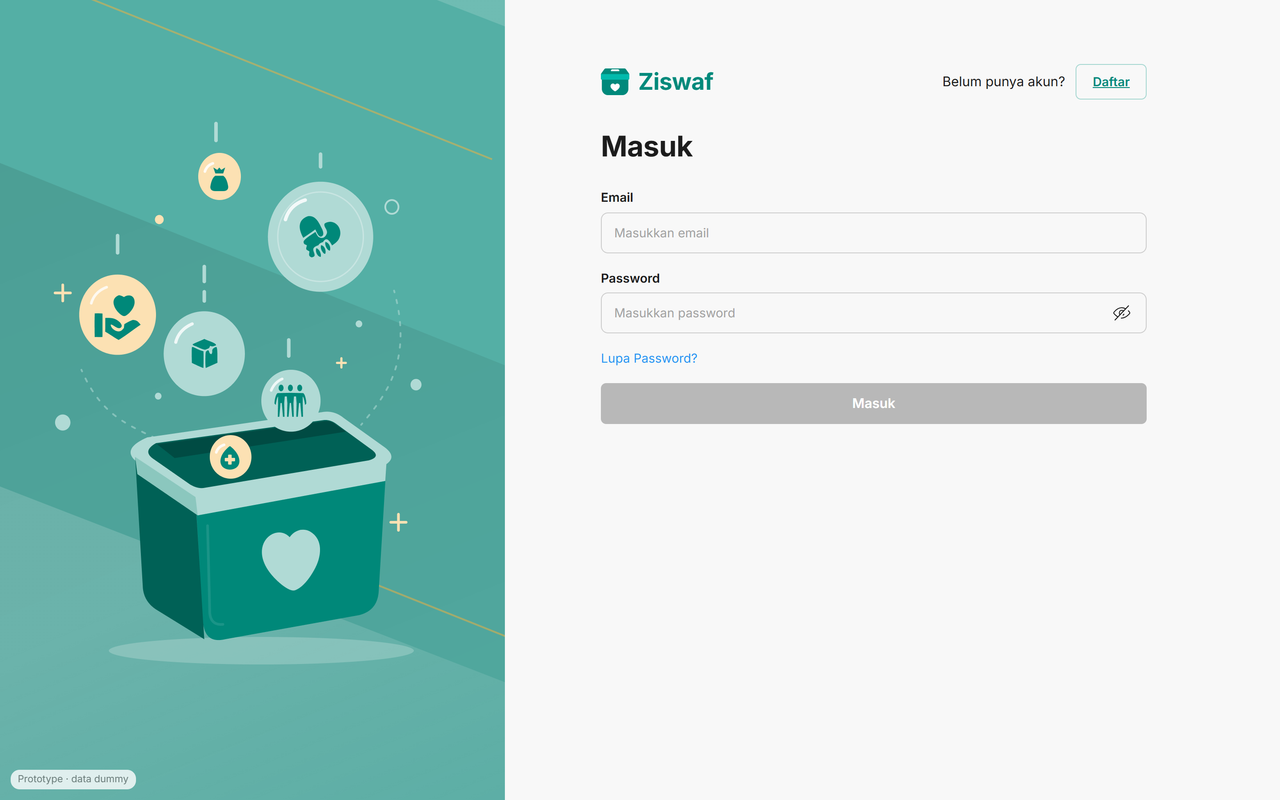 Ziswaf
Belum punya akun? Daftar
Masuk
Email
Masukkan email
Password
Masukkan password
Lupa Password?
Masuk
Prototype · data dummy